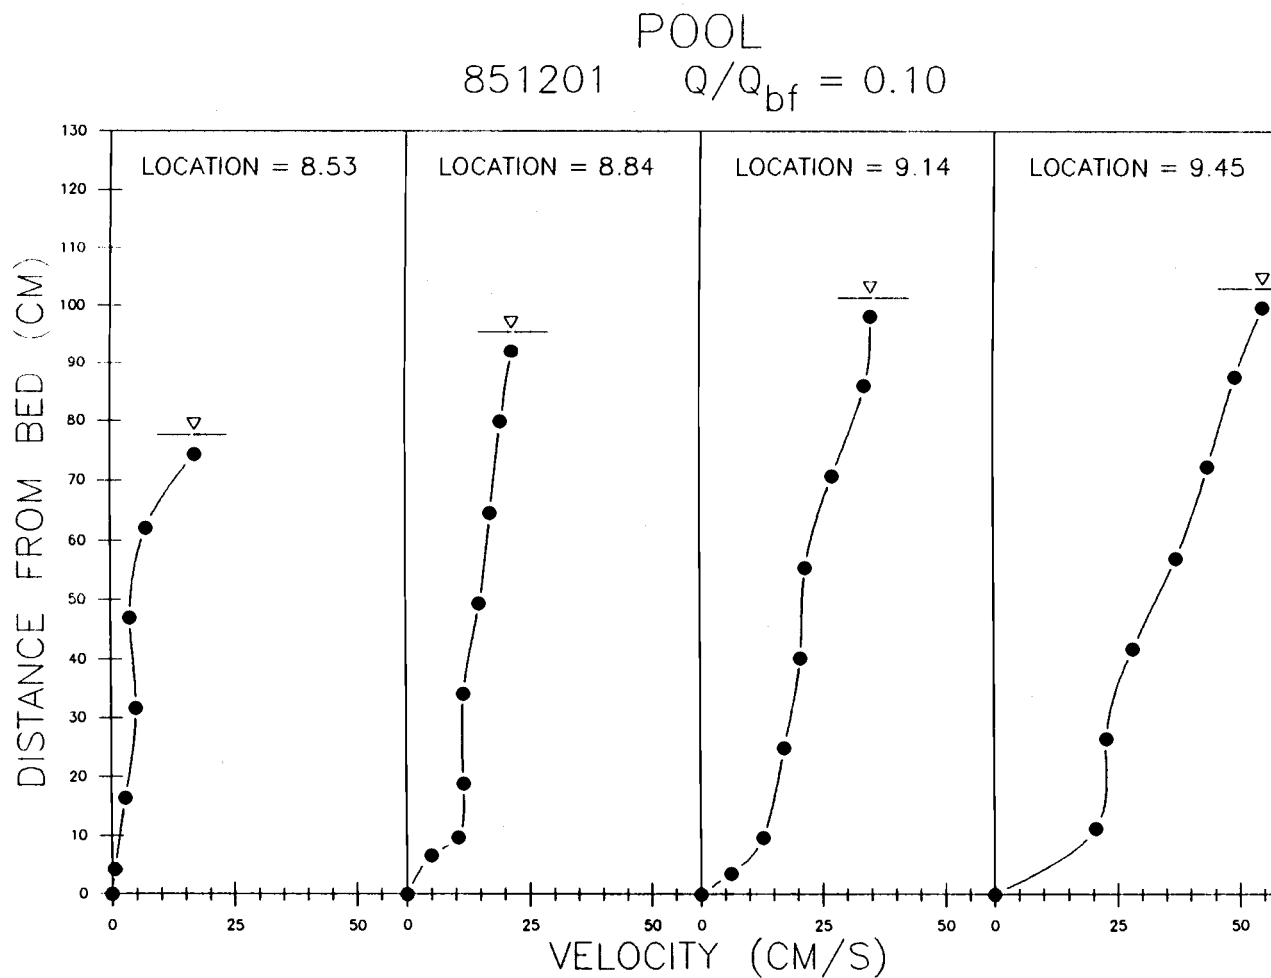 POOL
851201 Q/Qbf = 0.10
130
120
110
100
90
80
70
60
50
40
30
20
10
0
DISTANCE FROM BED (CM)
LOCATION = 8.53
LOCATION = 8.84
LOCATION = 9.14
LOCATION = 9.45
0 25 50 0 25 50 0 25 50 0 25 50
VELOCITY (CM/S)